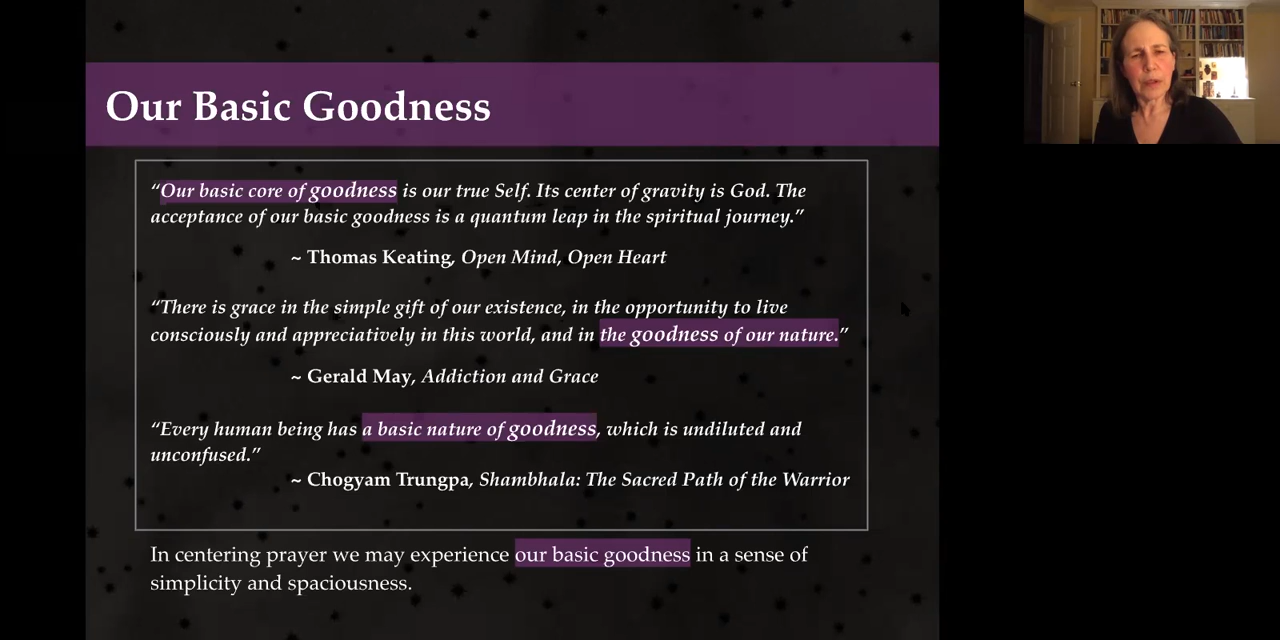 Our Basic Goodness
“Our basic core of goodness is our true Self. Its center of gravity is God. The
acceptance of our basic goodness is a quantum leap in the spiritual journey.”
~ Thomas Keating, Open Mind, Open Heart
“There is grace in the simple gift of our existence, in the opportunity to live
consciously and appreciatively in this world, and in the goodness of our nature.”
~ Gerald May, Addiction and Grace
“Every human being has a basic nature of goodness, which is undiluted and
unconfused.”
~ Chogyam Trungpa, Shambhala: The Sacred Path of the Warrior
In centering prayer we may experience our basic goodness in a sense of
simplicity and spaciousness.